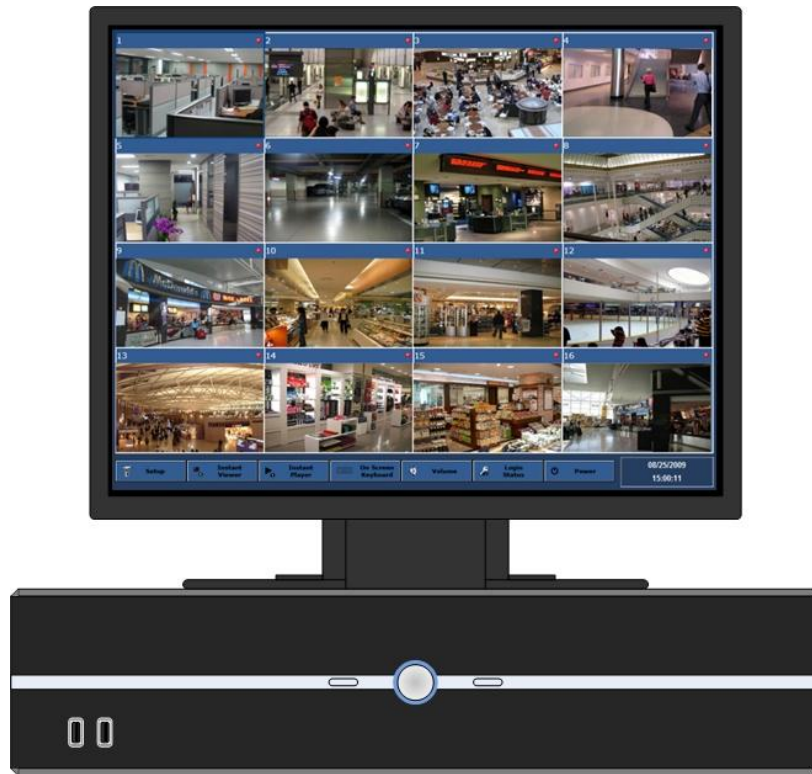 1 2 3 4
5 6 7 8
9 10 11 12
McDonald's
13 14 15 16
Setup
Instant
Viewer
Instant
Player
On Screen
Keyboard
Volume
Login
Status
Power
08/25/2009
15:00:11